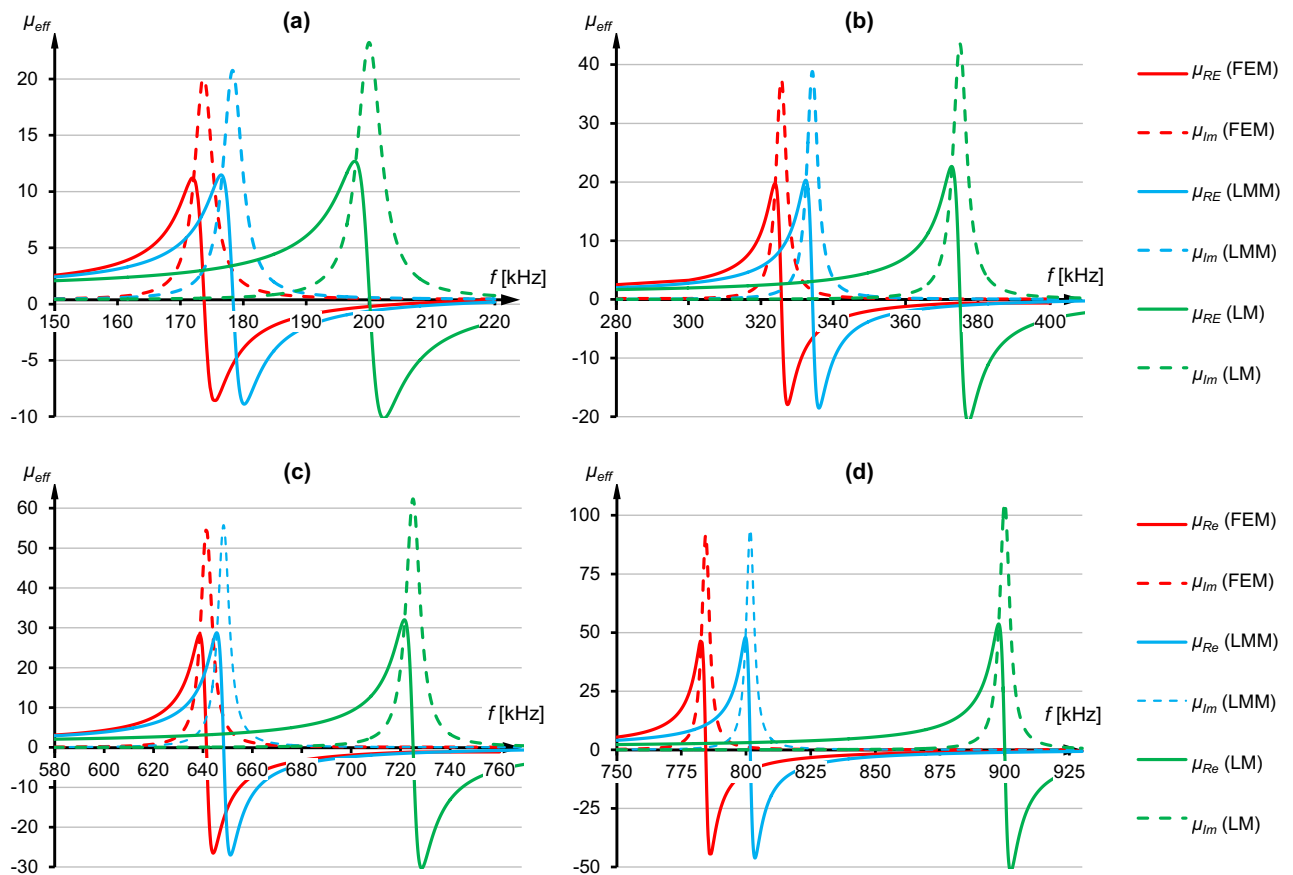 μeff (a)
20
15
10
5
0
-5
-10
150 160 170 180 190 200 210 220
f [kHz]
μeff (b)
40
30
20
10
0
-10
-20
280 300 320 340 360 380 400
f [kHz]
μRE (FEM)
μIm (FEM)
μRE (LMM)
μIm (LMM)
μRE (LM)
μIm (LM)
μeff (c)
60
50
40
30
20
10
0
-10
-20
-30
580 600 620 640 660 680 700 720 740 760
f [kHz]
μeff (d)
100
75
50
25
0
-25
-50
750 775 800 825 850 875 900 925
f [kHz]
μRe (FEM)
μIm (FEM)
μRe (LMM)
μIm (LMM)
μRe (LM)
μIm (LM)